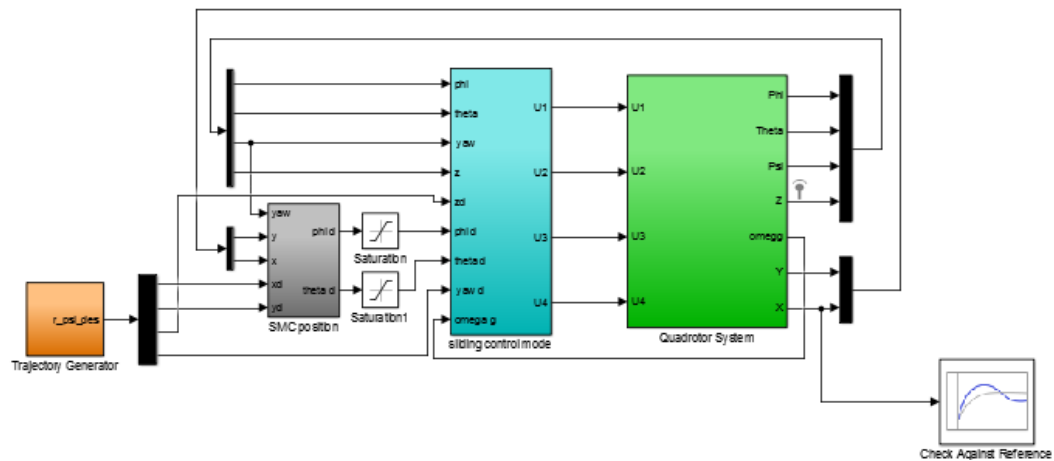 phi
theta
yaw
z
zd
phi d
theta d
yaw d
omega g
U1
U2
U3
U4
sliding control mode
U1
U2
U3
U4
Phi
Theta
Psi
Z
omegg
Y
X
Quadrotor System
yaw
y
x
xd
yd
phi d
theta d
SMC position
Saturation
Saturation1
r_psi_des
Trajectory Generator
Check Against Reference